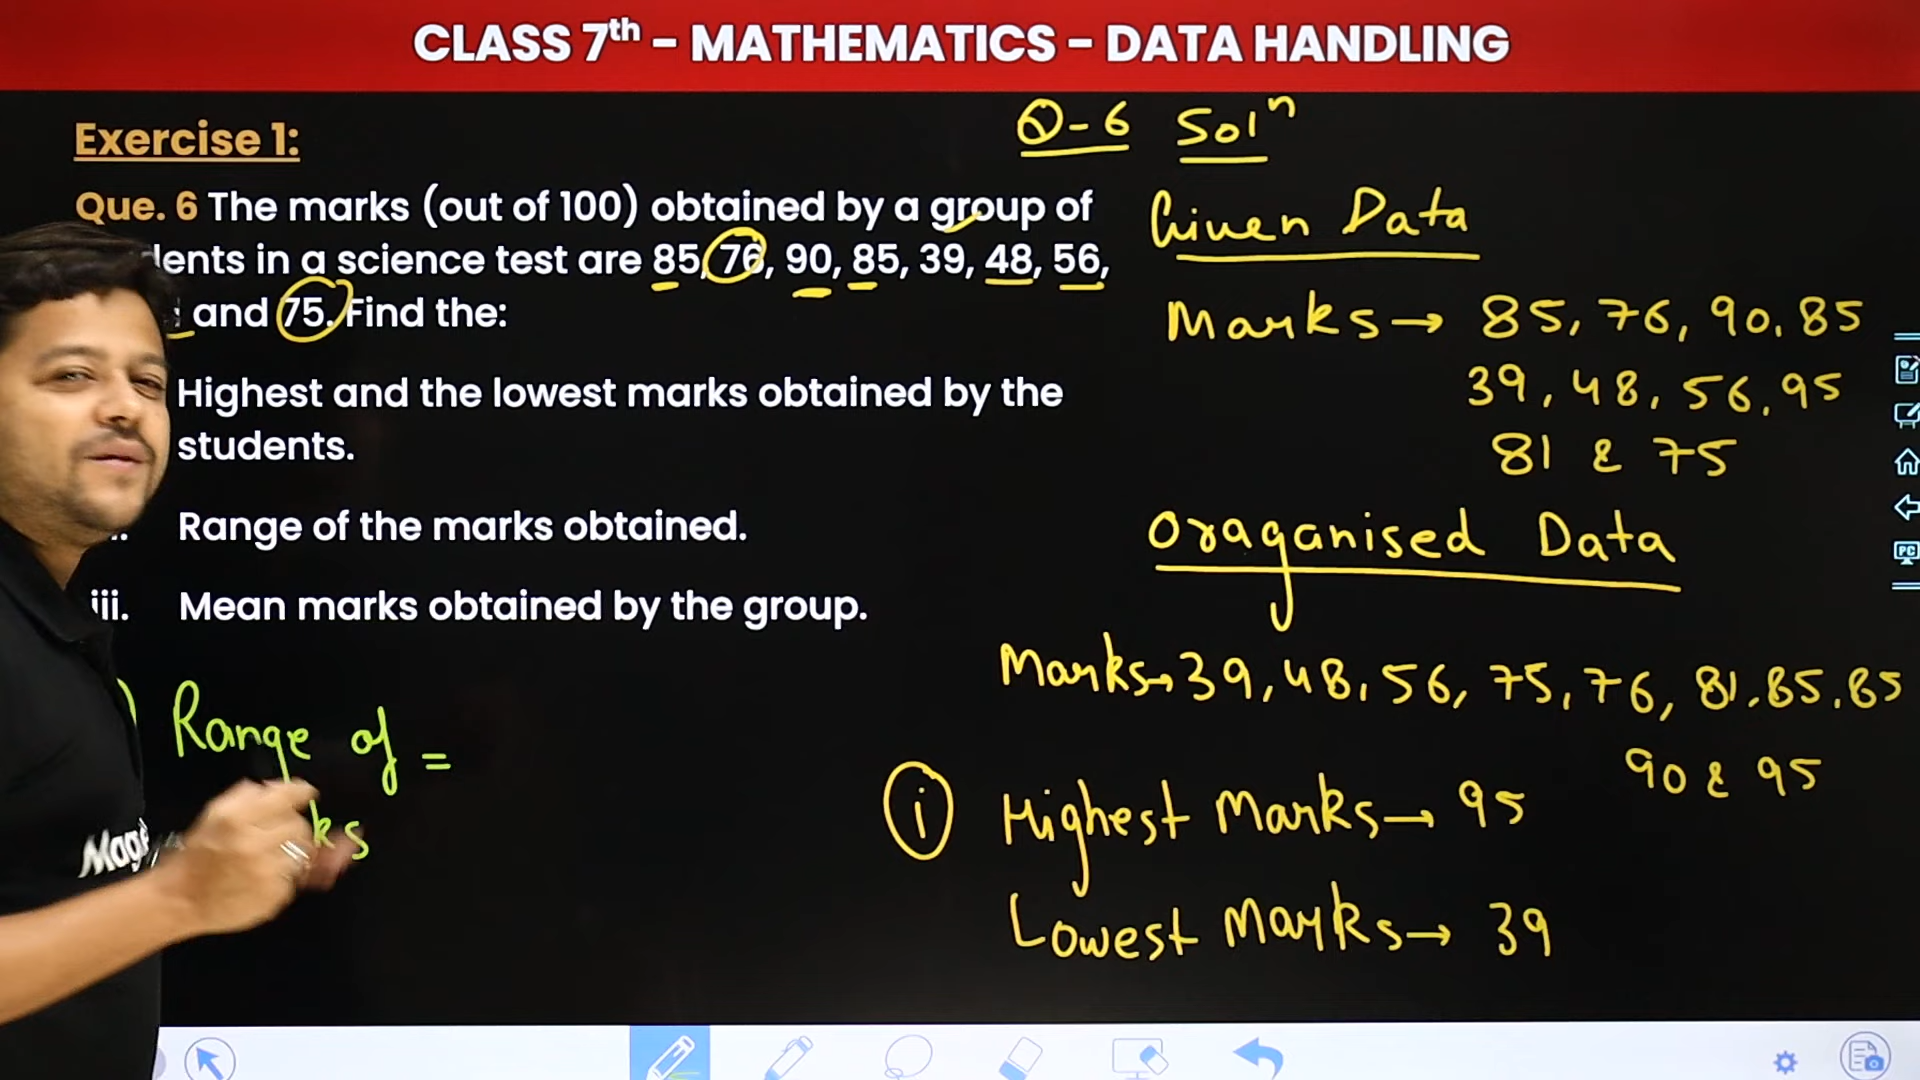 CLASS 7th - MATHEMATICS - DATA HANDLING
Exercise 1:
Que. 6 The marks (out of 100) obtained by a group of
dents in a science test are 85, 76, 90, 85, 39, 48, 56,
and 75. Find the:
Highest and the lowest marks obtained by the
students.
Range of the marks obtained.
iii. Mean marks obtained by the group.
Range of =
ks
Q-6 Solⁿ
Given Data
Marks → 85, 76, 90, 85
39, 48, 56, 95
81 & 75
Oraganised Data
Marks→ 39, 48, 56, 75, 76, 81, 85, 85
90 & 95
i Highest Marks → 95
Lowest Marks → 39
PC